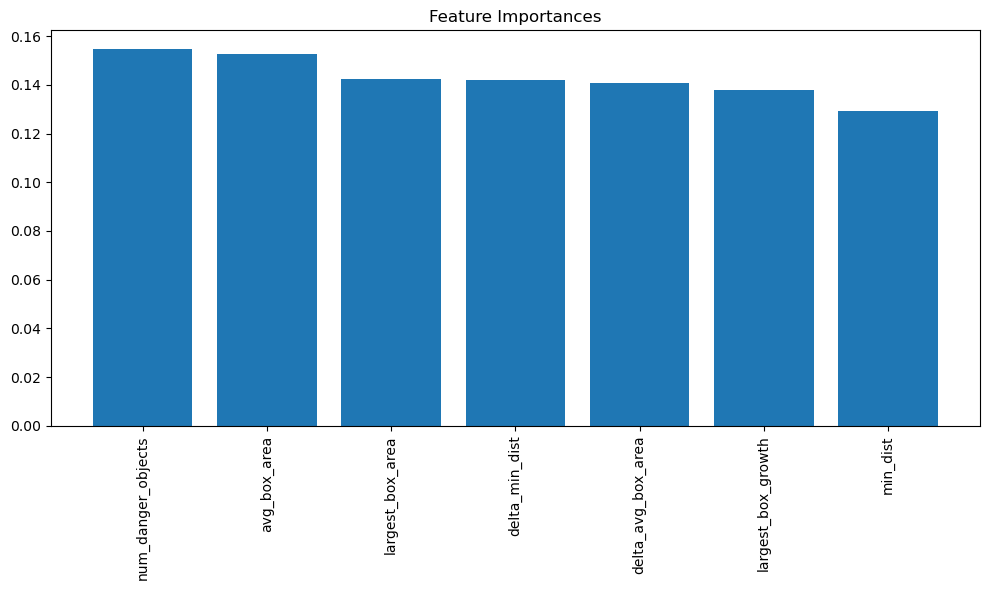 Feature Importances
0.16
0.14
0.12
0.10
0.08
0.06
0.04
0.02
0.00
num_danger_objects
avg_box_area
largest_box_area
delta_min_dist
delta_avg_box_area
largest_box_growth
min_dist